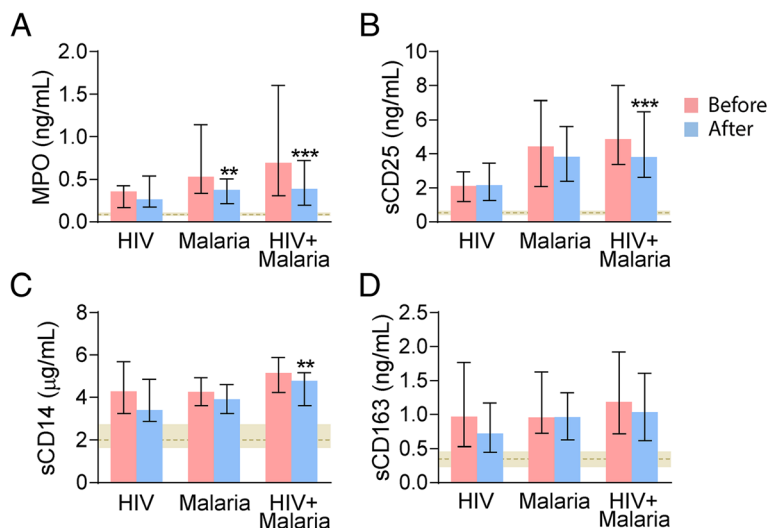 A
MPO (ng/mL)
2.0
1.5
1.0
0.5
0.0
**
***
HIV
Malaria
HIV+
Malaria
B
sCD25 (ng/mL)
10
8
6
4
2
0
***
HIV
Malaria
HIV+
Malaria
Before
After
C
sCD14 (μg/mL)
8
6
4
2
0
**
HIV
Malaria
HIV+
Malaria
D
sCD163 (ng/mL)
2.5
2.0
1.5
1.0
0.5
0.0
HIV
Malaria
HIV+
Malaria